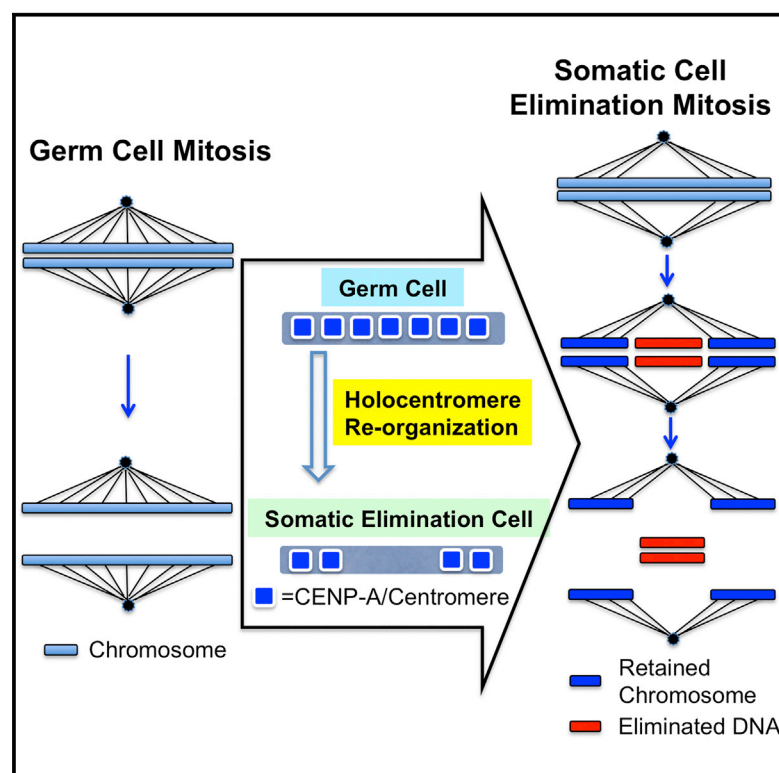 Germ Cell Mitosis
Chromosome
Germ Cell
Holocentromere
Re-organization
Somatic Elimination Cell
=CENP-A/Centromere
Somatic Cell
Elimination Mitosis
Retained
Chromosome
Eliminated DNA